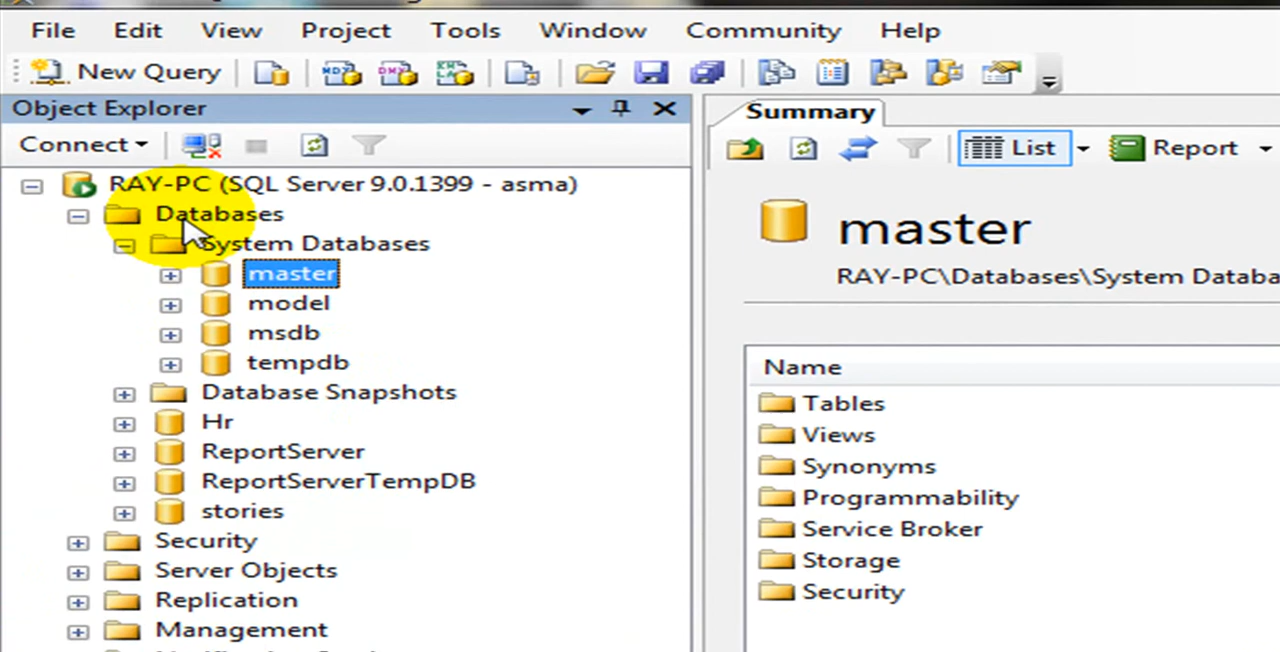 File Edit View Project Tools Window Community Help
New Query
Object Explorer
Connect
RAY-PC (SQL Server 9.0.1399 - asma)
Databases
System Databases
master
model
msdb
tempdb
Database Snapshots
Hr
ReportServer
ReportServerTempDB
stories
Security
Server Objects
Replication
Management
Summary
List Report
master
RAY-PC\Databases\System Databa
Name
Tables
Views
Synonyms
Programmability
Service Broker
Storage
Security